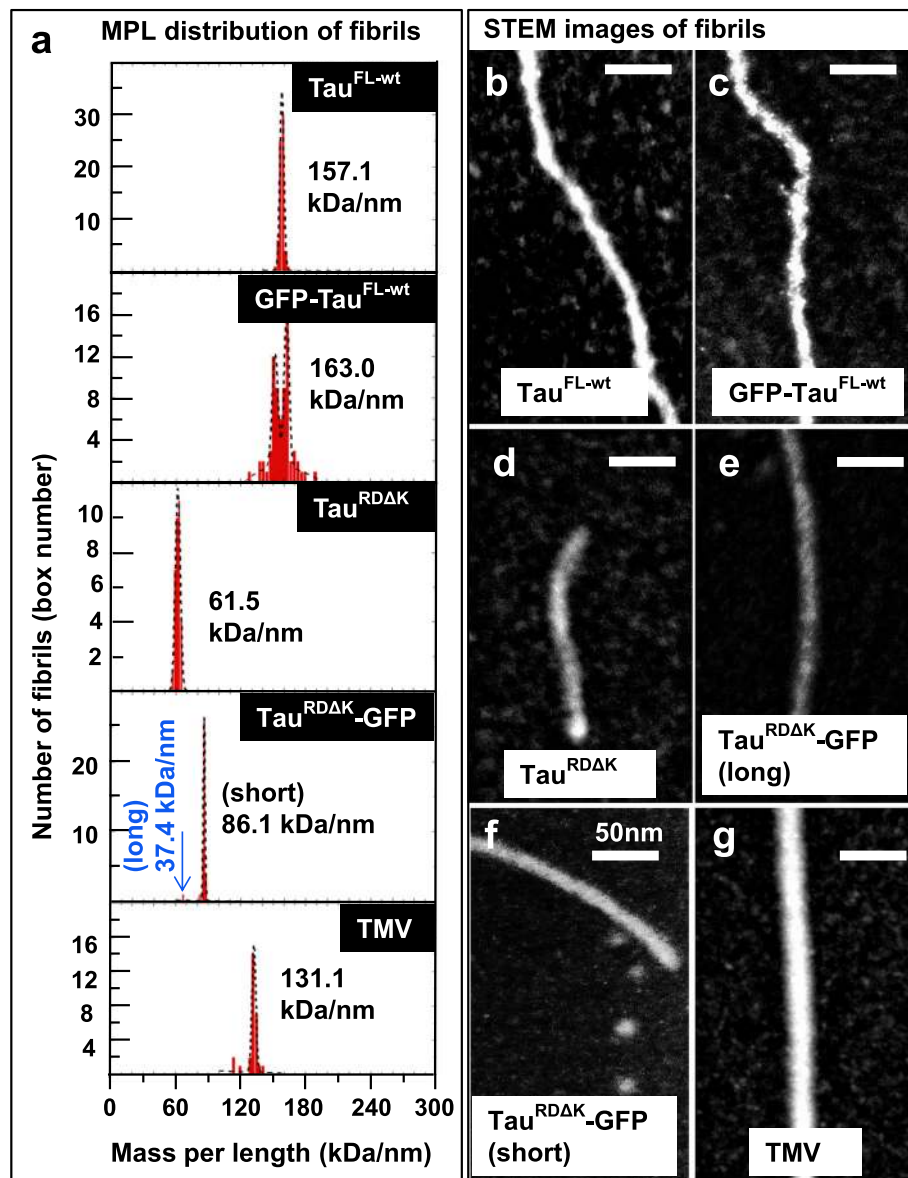 a MPL distribution of fibrils
Number of fibrils (box number)
Tau^FL-wt
30
20
10
157.1
kDa/nm
GFP-Tau^FL-wt
16
12
8
4
163.0
kDa/nm
Tau^RDΔK
10
8
6
4
2
61.5
kDa/nm
Tau^RDΔK-GFP
20
10
(long)
37.4 kDa/nm
(short)
86.1 kDa/nm
TMV
16
12
8
4
131.1
kDa/nm
0 60 120 180 240 300
Mass per length (kDa/nm)
STEM images of fibrils
b
Tau^FL-wt
c
GFP-Tau^FL-wt
d
Tau^RDΔK
e
Tau^RDΔK-GFP
(long)
f
50nm
Tau^RDΔK-GFP
(short)
g
TMV